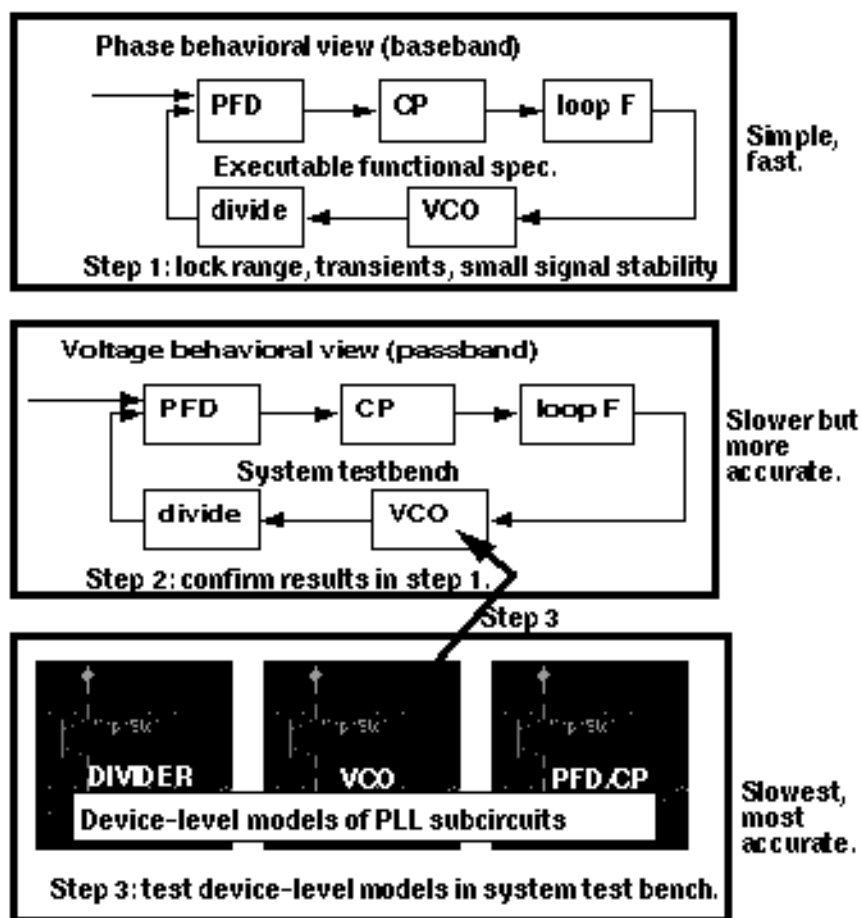 Phase behavioral view (baseband)
PFD
CP
loop F
Executable functional spec.
divide
VCO
Step 1: lock range, transients, small signal stability
Simple,
fast.
Voltage behavioral view (passband)
PFD
CP
loop F
System testbench
divide
VCO
Step 2: confirm results in step 1.
Slower but
more
accurate.
Step 3
DIVIDER
VCO
PFD/CP
Device-level models of PLL subcircuits
Step 3: test device-level models in system test bench.
Slowest,
most
accurate.